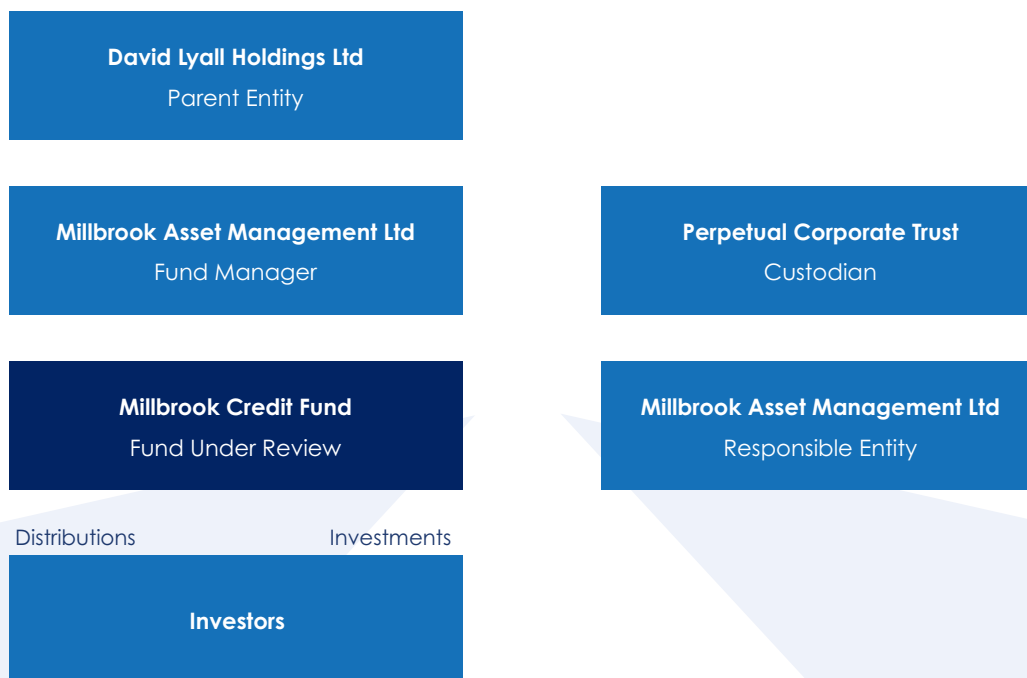 David Lyall Holdings Ltd
Parent Entity
Millbrook Asset Management Ltd
Fund Manager
Perpetual Corporate Trust
Custodian
Millbrook Credit Fund
Fund Under Review
Millbrook Asset Management Ltd
Responsible Entity
Distributions
Investments
Investors